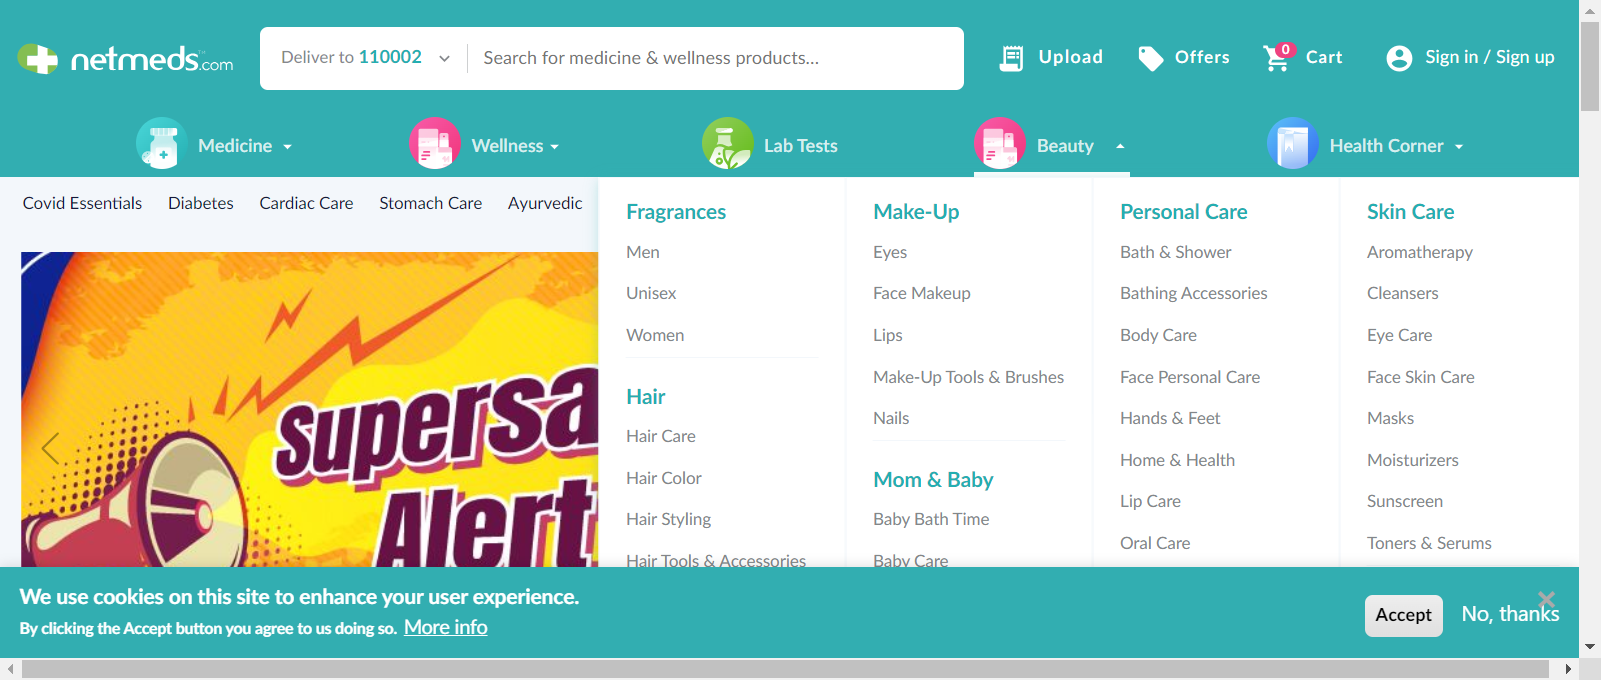 netmeds.com
Deliver to 110002
Search for medicine & wellness products...
Upload
Offers
0
Cart
Sign in / Sign up
Medicine
Wellness
Lab Tests
Beauty
Health Corner
Covid Essentials
Diabetes
Cardiac Care
Stomach Care
Ayurvedic
Supersa
Alert
Fragrances
Men
Unisex
Women
Hair
Hair Care
Hair Color
Hair Styling
Hair Tools & Accessories
Make-Up
Eyes
Face Makeup
Lips
Make-Up Tools & Brushes
Nails
Mom & Baby
Baby Bath Time
Baby Care
Personal Care
Bath & Shower
Bathing Accessories
Body Care
Face Personal Care
Hands & Feet
Home & Health
Lip Care
Oral Care
Skin Care
Aromatherapy
Cleansers
Eye Care
Face Skin Care
Masks
Moisturizers
Sunscreen
Toners & Serums
We use cookies on this site to enhance your user experience.
By clicking the Accept button you agree to us doing so. More info
Accept
No, thanks